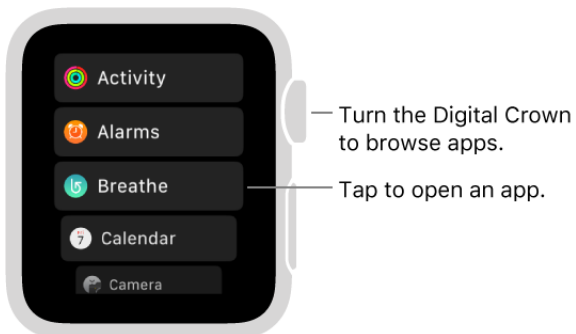 Activity
Alarms
Breathe
7
Calendar
Camera
Turn the Digital Crown
to browse apps.
Tap to open an app.